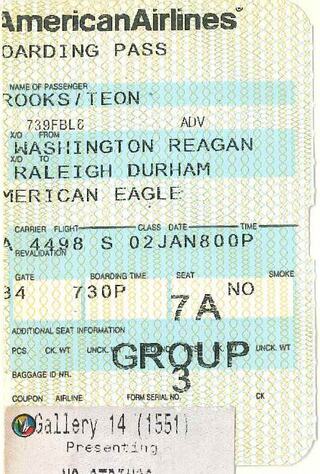 AmericanAirlines®
OARDING PASS
NAME OF PASSENGER
ROOKS/TEON
739FBL8 ADV
X/O FROM
WASHINGTON REAGAN
X/O TO
RALEIGH DURHAM
MERICAN EAGLE
CARRIER FLIGHT CLASS DATE TIME
A 4498 S 02JAN800P
REVALIDATION
GATE BOARDING TIME SEAT SMOKE
34 730P 7A NO
ADDITIONAL SEAT INFORMATION
PCS. CK. WT UNCK. UNCK. WT
GROUP
3
BAGGAGE ID NR.
COUPON AIRLINE FORM SERIAL NO. CK
Gallery 14 (1551)
Presenting